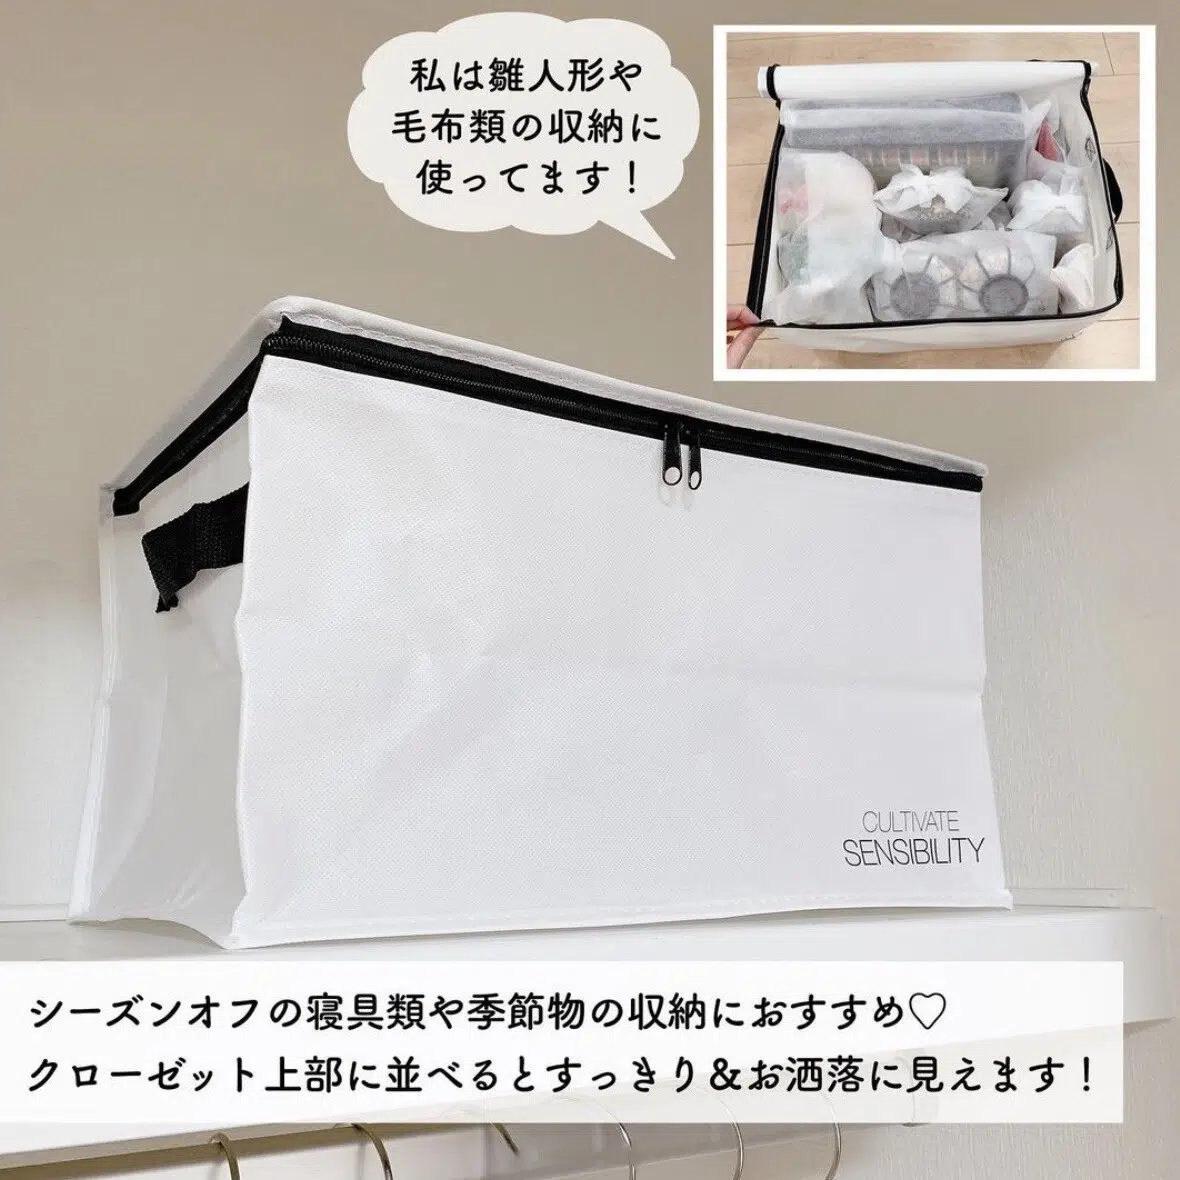 私は雛人形や
毛布類の収納に
使ってます！
CULTIVATE
SENSIBILITY
シーズンオフの寝具類や季節物の収納におすすめ♡
クローゼット上部に並べるとすっきり＆お洒落に見えます！